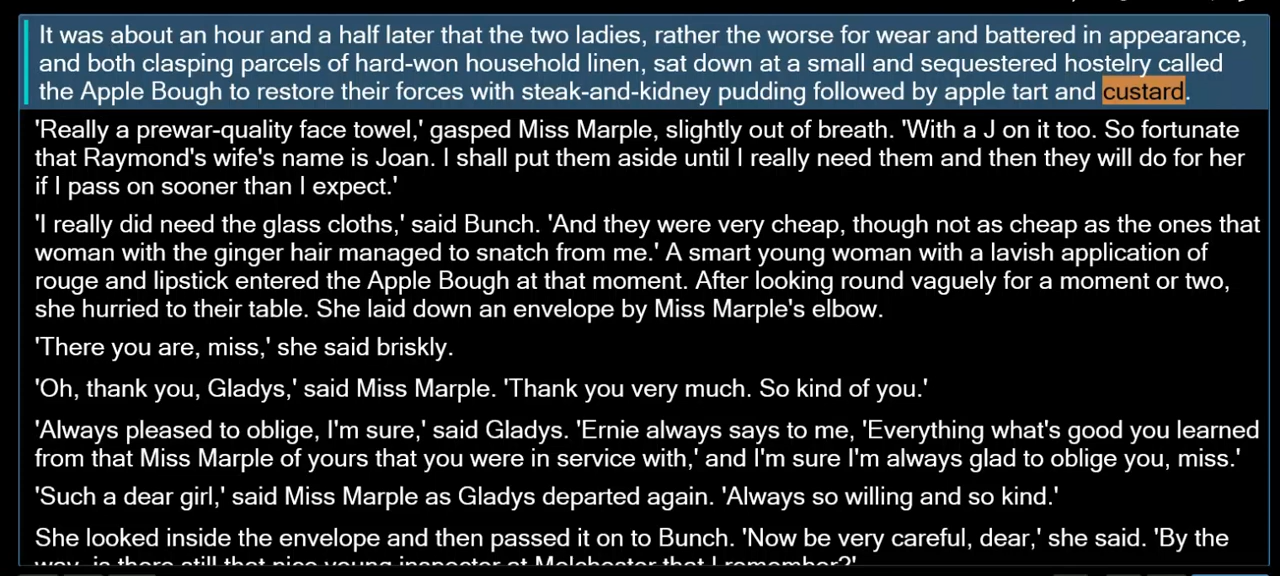 It was about an hour and a half later that the two ladies, rather the worse for wear and battered in appearance,
and both clasping parcels of hard-won household linen, sat down at a small and sequestered hostelry called
the Apple Bough to restore their forces with steak-and-kidney pudding followed by apple tart and custard.
'Really a prewar-quality face towel,' gasped Miss Marple, slightly out of breath. 'With a J on it too. So fortunate
that Raymond's wife's name is Joan. I shall put them aside until I really need them and then they will do for her
if I pass on sooner than I expect.'
'I really did need the glass cloths,' said Bunch. 'And they were very cheap, though not as cheap as the ones that
woman with the ginger hair managed to snatch from me.' A smart young woman with a lavish application of
rouge and lipstick entered the Apple Bough at that moment. After looking round vaguely for a moment or two,
she hurried to their table. She laid down an envelope by Miss Marple's elbow.
'There you are, miss,' she said briskly.
'Oh, thank you, Gladys,' said Miss Marple. 'Thank you very much. So kind of you.'
'Always pleased to oblige, I'm sure,' said Gladys. 'Ernie always says to me, 'Everything what's good you learned
from that Miss Marple of yours that you were in service with,' and I'm sure I'm always glad to oblige you, miss.'
'Such a dear girl,' said Miss Marple as Gladys departed again. 'Always so willing and so kind.'
She looked inside the envelope and then passed it on to Bunch. 'Now be very careful, dear,' she said. 'By the
way, is there still that nice young inspector at Melchester that I remember?'